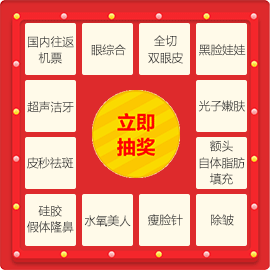 国内往返
机票
眼综合
全切
双眼皮
黑脸娃娃
超声洁牙
立即
抽奖
光子嫩肤
皮秒祛斑
额头
自体脂肪
填充
硅胶
假体隆鼻
水氧美人
瘦脸针
除皱